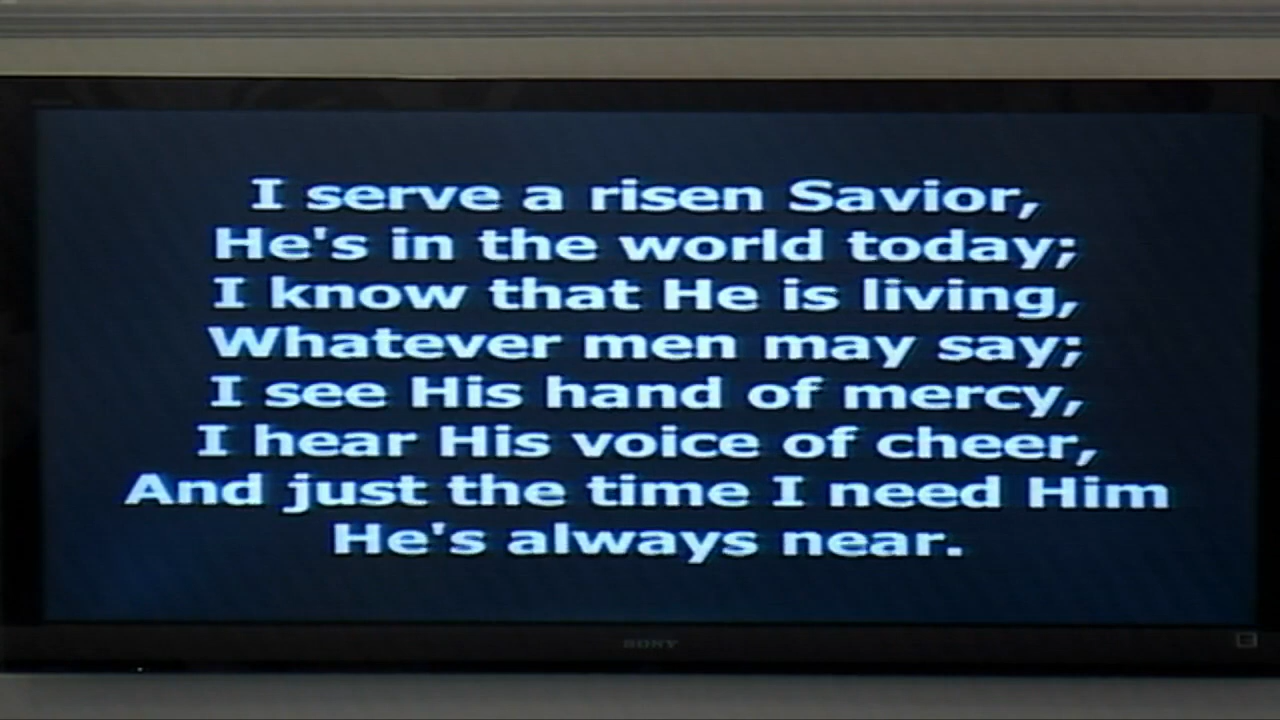 I serve a risen Savior,
He's in the world today;
I know that He is living,
Whatever men may say;
I see His hand of mercy,
I hear His voice of cheer,
And just the time I need Him
He's always near.
SONY